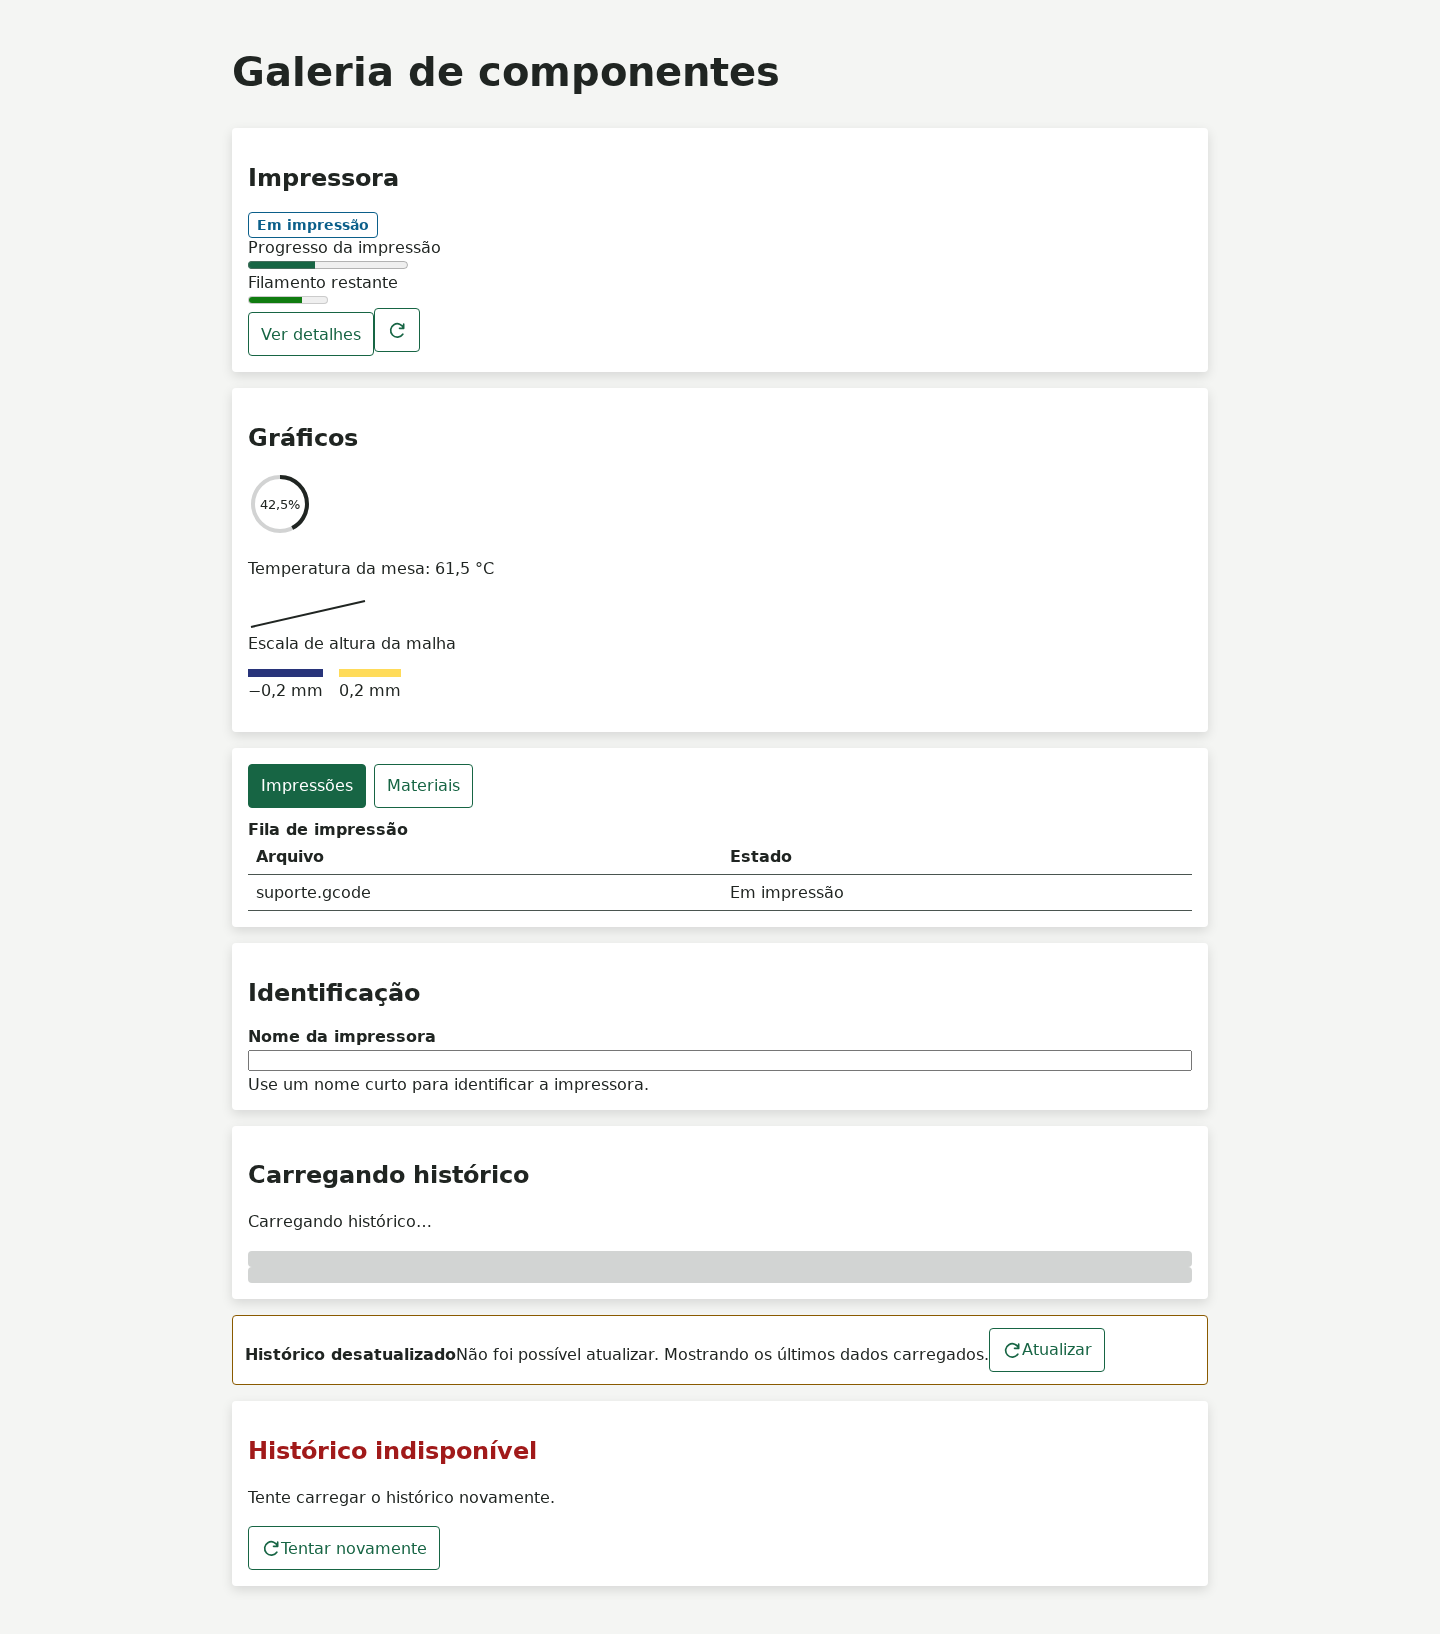 Galeria de componentes
Impressora
Em impressão
Progresso da impressão
Filamento restante
Ver detalhes
Gráficos
42,5%
Temperatura da mesa: 61,5 °C
Escala de altura da malha
−0,2 mm 0,2 mm
Impressões Materiais
Fila de impressão
Arquivo Estado
suporte.gcode Em impressão
Identificação
Nome da impressora
Use um nome curto para identificar a impressora.
Carregando histórico
Carregando histórico…
Histórico desatualizadoNão foi possível atualizar. Mostrando os últimos dados carregados. Atualizar
Histórico indisponível
Tente carregar o histórico novamente.
Tentar novamente